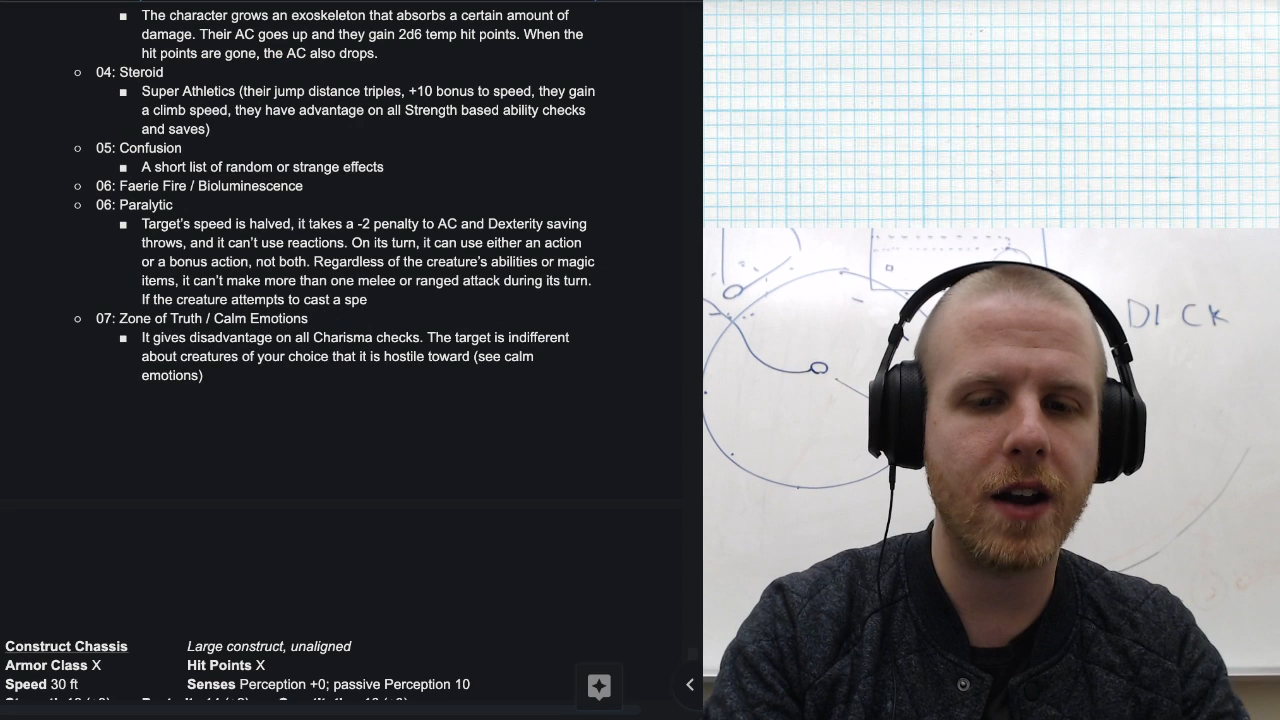 ■ The character grows an exoskeleton that absorbs a certain amount of
damage. Their AC goes up and they gain 2d6 temp hit points. When the
hit points are gone, the AC also drops.
○ 04: Steroid
■ Super Athletics (their jump distance triples, +10 bonus to speed, they gain
a climb speed, they have advantage on all Strength based ability checks
and saves)
○ 05: Confusion
■ A short list of random or strange effects
○ 06: Faerie Fire / Bioluminescence
○ 06: Paralytic
■ Target's speed is halved, it takes a -2 penalty to AC and Dexterity saving
throws, and it can't use reactions. On its turn, it can use either an action
or a bonus action, not both. Regardless of the creature's abilities or magic
items, it can't make more than one melee or ranged attack during its turn.
If the creature attempts to cast a spe
○ 07: Zone of Truth / Calm Emotions
■ It gives disadvantage on all Charisma checks. The target is indifferent
about creatures of your choice that it is hostile toward (see calm
emotions)
Construct Chassis Large construct, unaligned
Armor Class X Hit Points X
Speed 30 ft Senses Perception +0; passive Perception 10
DICK